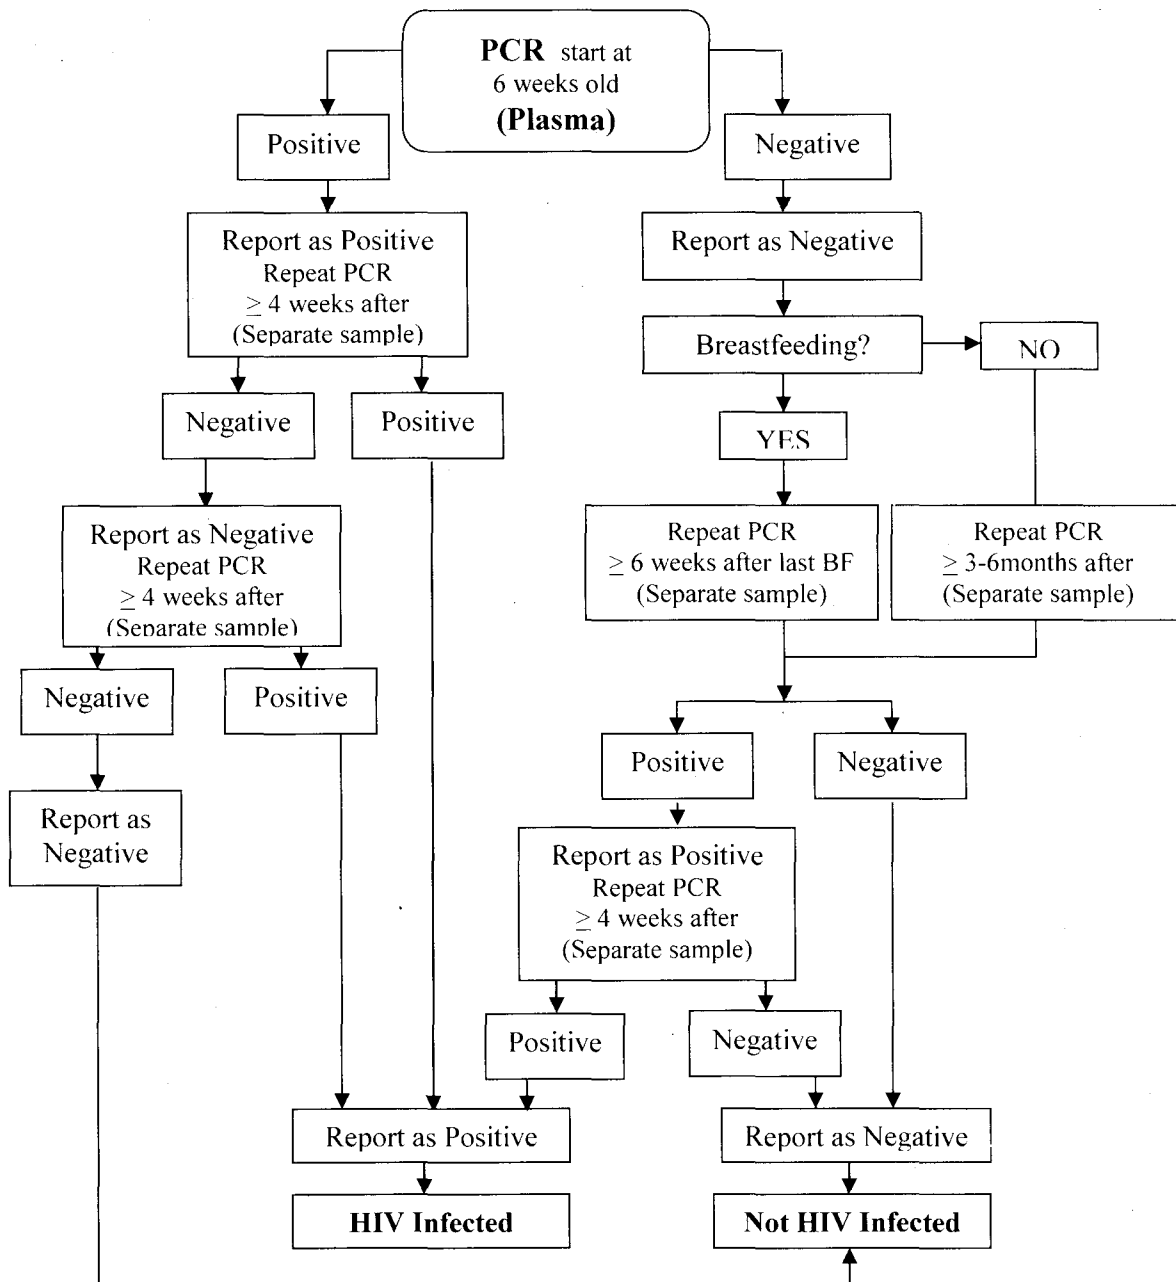 PCR start at
6 weeks old
(Plasma)
Positive
Negative
Report as Positive
Repeat PCR
≥ 4 weeks after
(Separate sample)
Report as Negative
Breastfeeding?
NO
Negative
Positive
YES
Report as Negative
Repeat PCR
≥ 4 weeks after
(Separate sample)
Repeat PCR
≥ 6 weeks after last BF
(Separate sample)
Repeat PCR
≥ 3-6months after
(Separate sample)
Negative
Positive
Positive
Negative
Report as
Negative
Report as Positive
Repeat PCR
≥ 4 weeks after
(Separate sample)
Positive
Negative
Report as Positive
Report as Negative
HIV Infected
Not HIV Infected